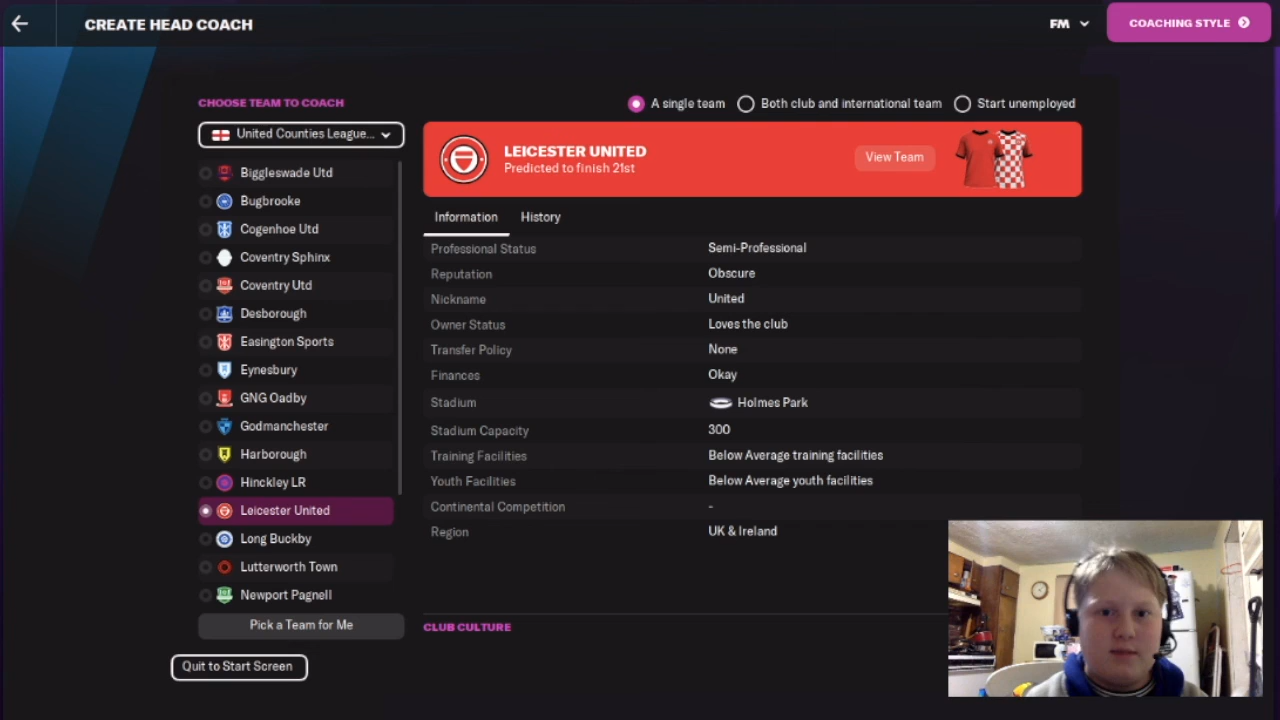 CREATE HEAD COACH
FM
COACHING STYLE
CHOOSE TEAM TO COACH
A single team
Both club and international team
Start unemployed
United Counties League...
LEICESTER UNITED
Predicted to finish 21st
View Team
Biggleswade Utd
Bugbrooke
Cogenhoe Utd
Coventry Sphinx
Coventry Utd
Desborough
Easington Sports
Eynesbury
GNG Oadby
Godmanchester
Harborough
Hinckley LR
Leicester United
Long Buckby
Lutterworth Town
Newport Pagnell
Pick a Team for Me
Quit to Start Screen
Information History
Professional Status Semi-Professional
Reputation Obscure
Nickname United
Owner Status Loves the club
Transfer Policy None
Finances Okay
Stadium Holmes Park
Stadium Capacity 300
Training Facilities Below Average training facilities
Youth Facilities Below Average youth facilities
Continental Competition -
Region UK & Ireland
CLUB CULTURE